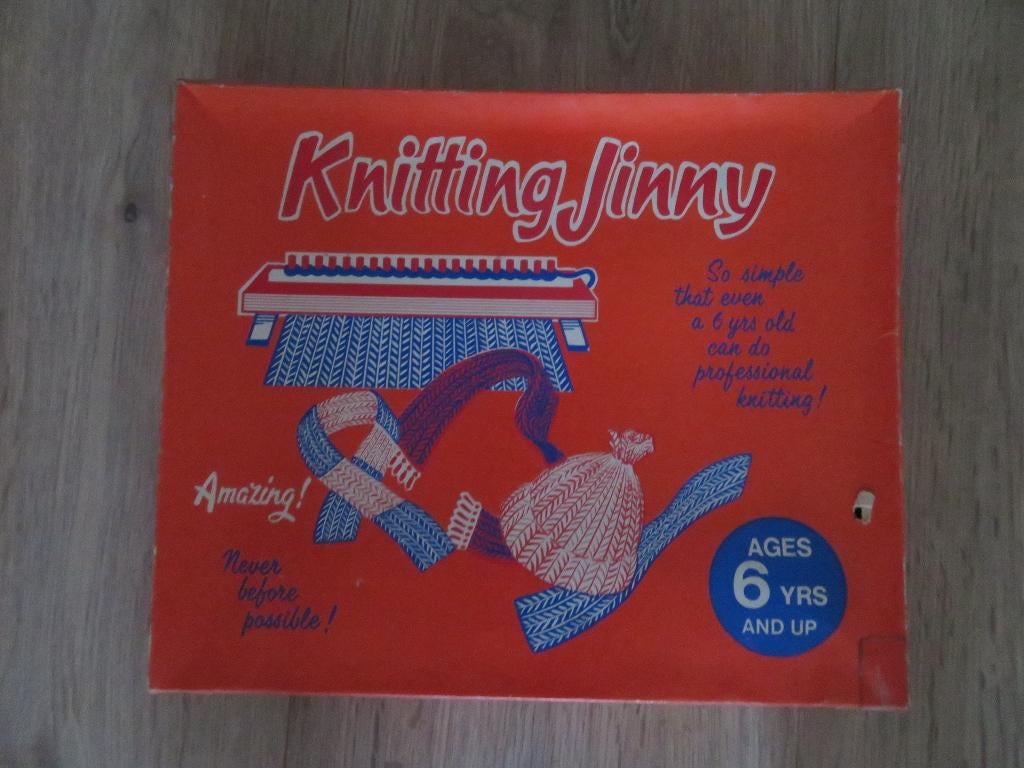 Knitting Jinny
So simple
that even
a 6 yrs old
can do
professional
knitting!
Amazing!
Never
before
possible!
AGES
6 YRS
AND UP